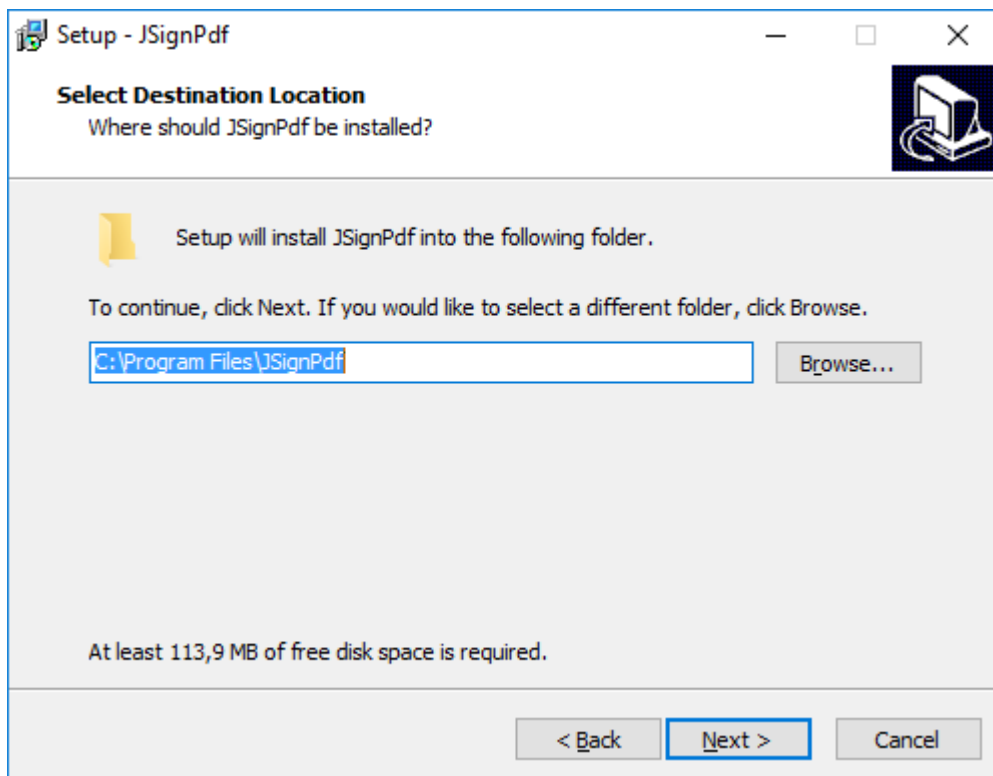 Setup - JSignPdf
Select Destination Location
Where should JSignPdf be installed?
Setup will install JSignPdf into the following folder.
To continue, click Next. If you would like to select a different folder, click Browse.
C:\Program Files\JSignPdf
Browse...
At least 113,9 MB of free disk space is required.
< Back
Next >
Cancel